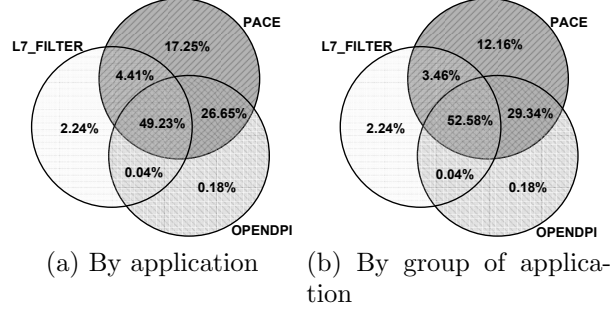 PACE
L7_FILTER
17.25%
4.41%
26.65%
49.23%
2.24%
0.04%
0.18%
OPENDPI
(a) By application
PACE
L7_FILTER
12.16%
3.46%
29.34%
52.58%
2.24%
0.04%
0.18%
OPENDPI
(b) By group of applica-
tion